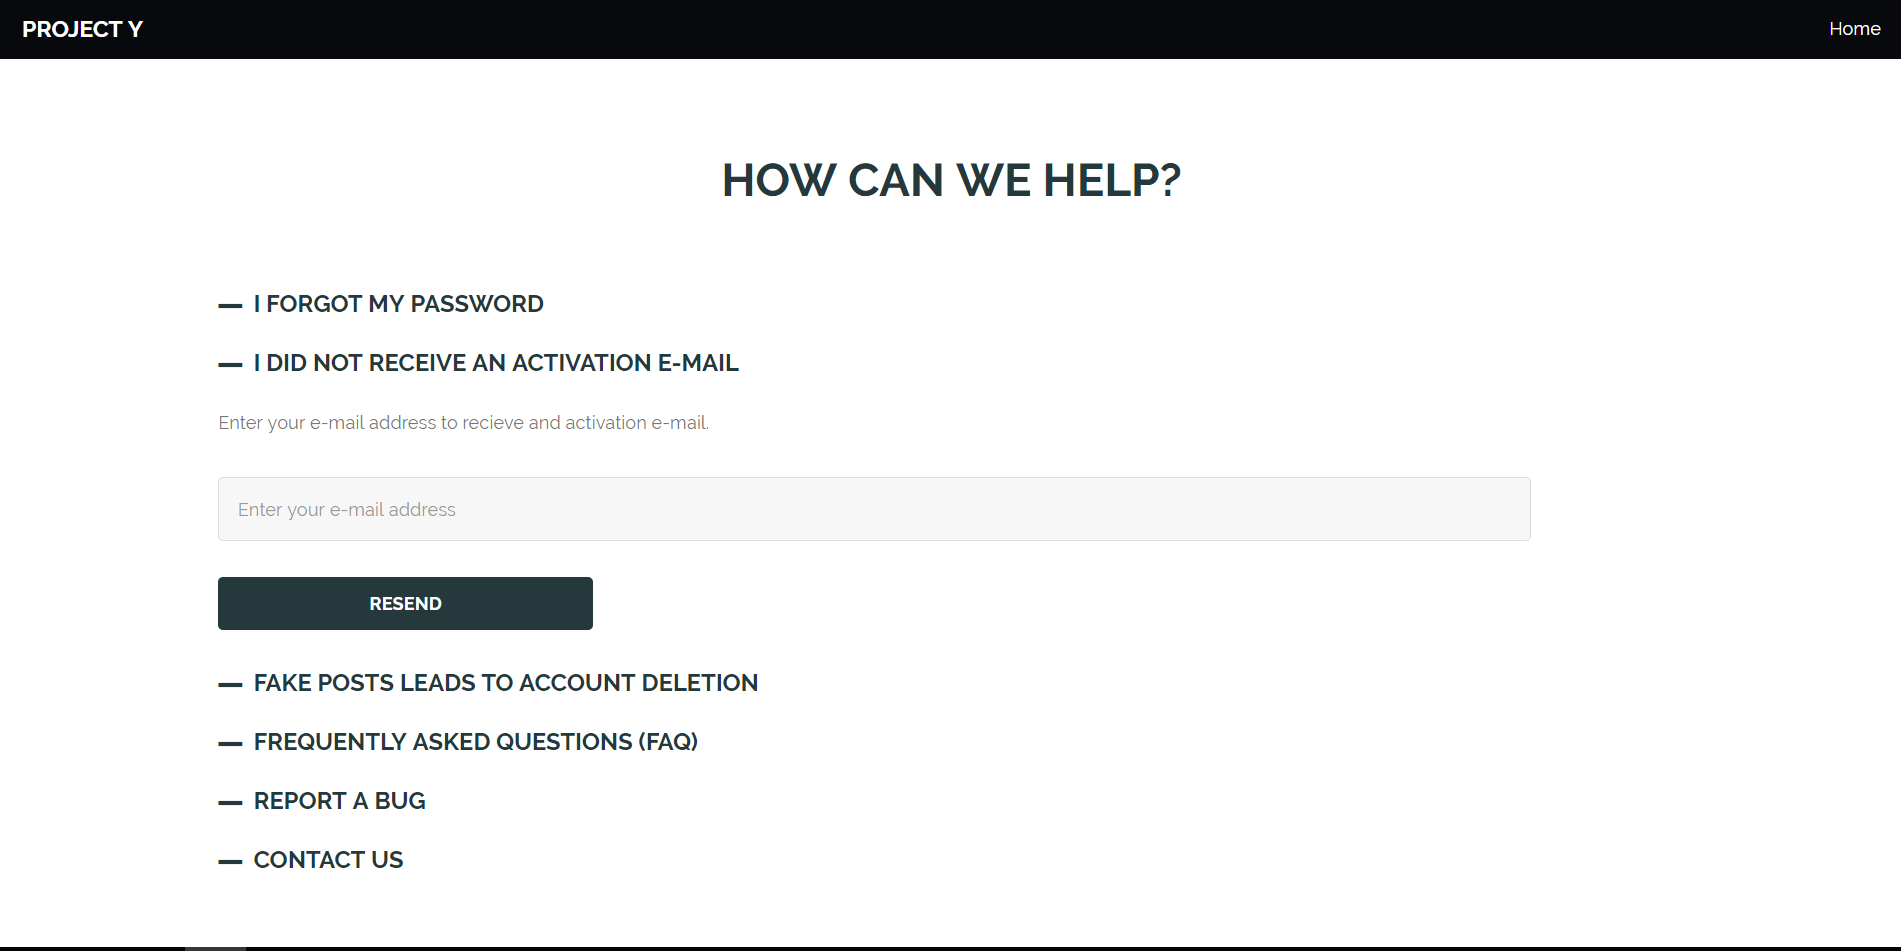 PROJECT Y
Home
HOW CAN WE HELP?
— I FORGOT MY PASSWORD
— I DID NOT RECEIVE AN ACTIVATION E-MAIL
Enter your e-mail address to recieve and activation e-mail.
Enter your e-mail address
RESEND
— FAKE POSTS LEADS TO ACCOUNT DELETION
— FREQUENTLY ASKED QUESTIONS (FAQ)
— REPORT A BUG
— CONTACT US